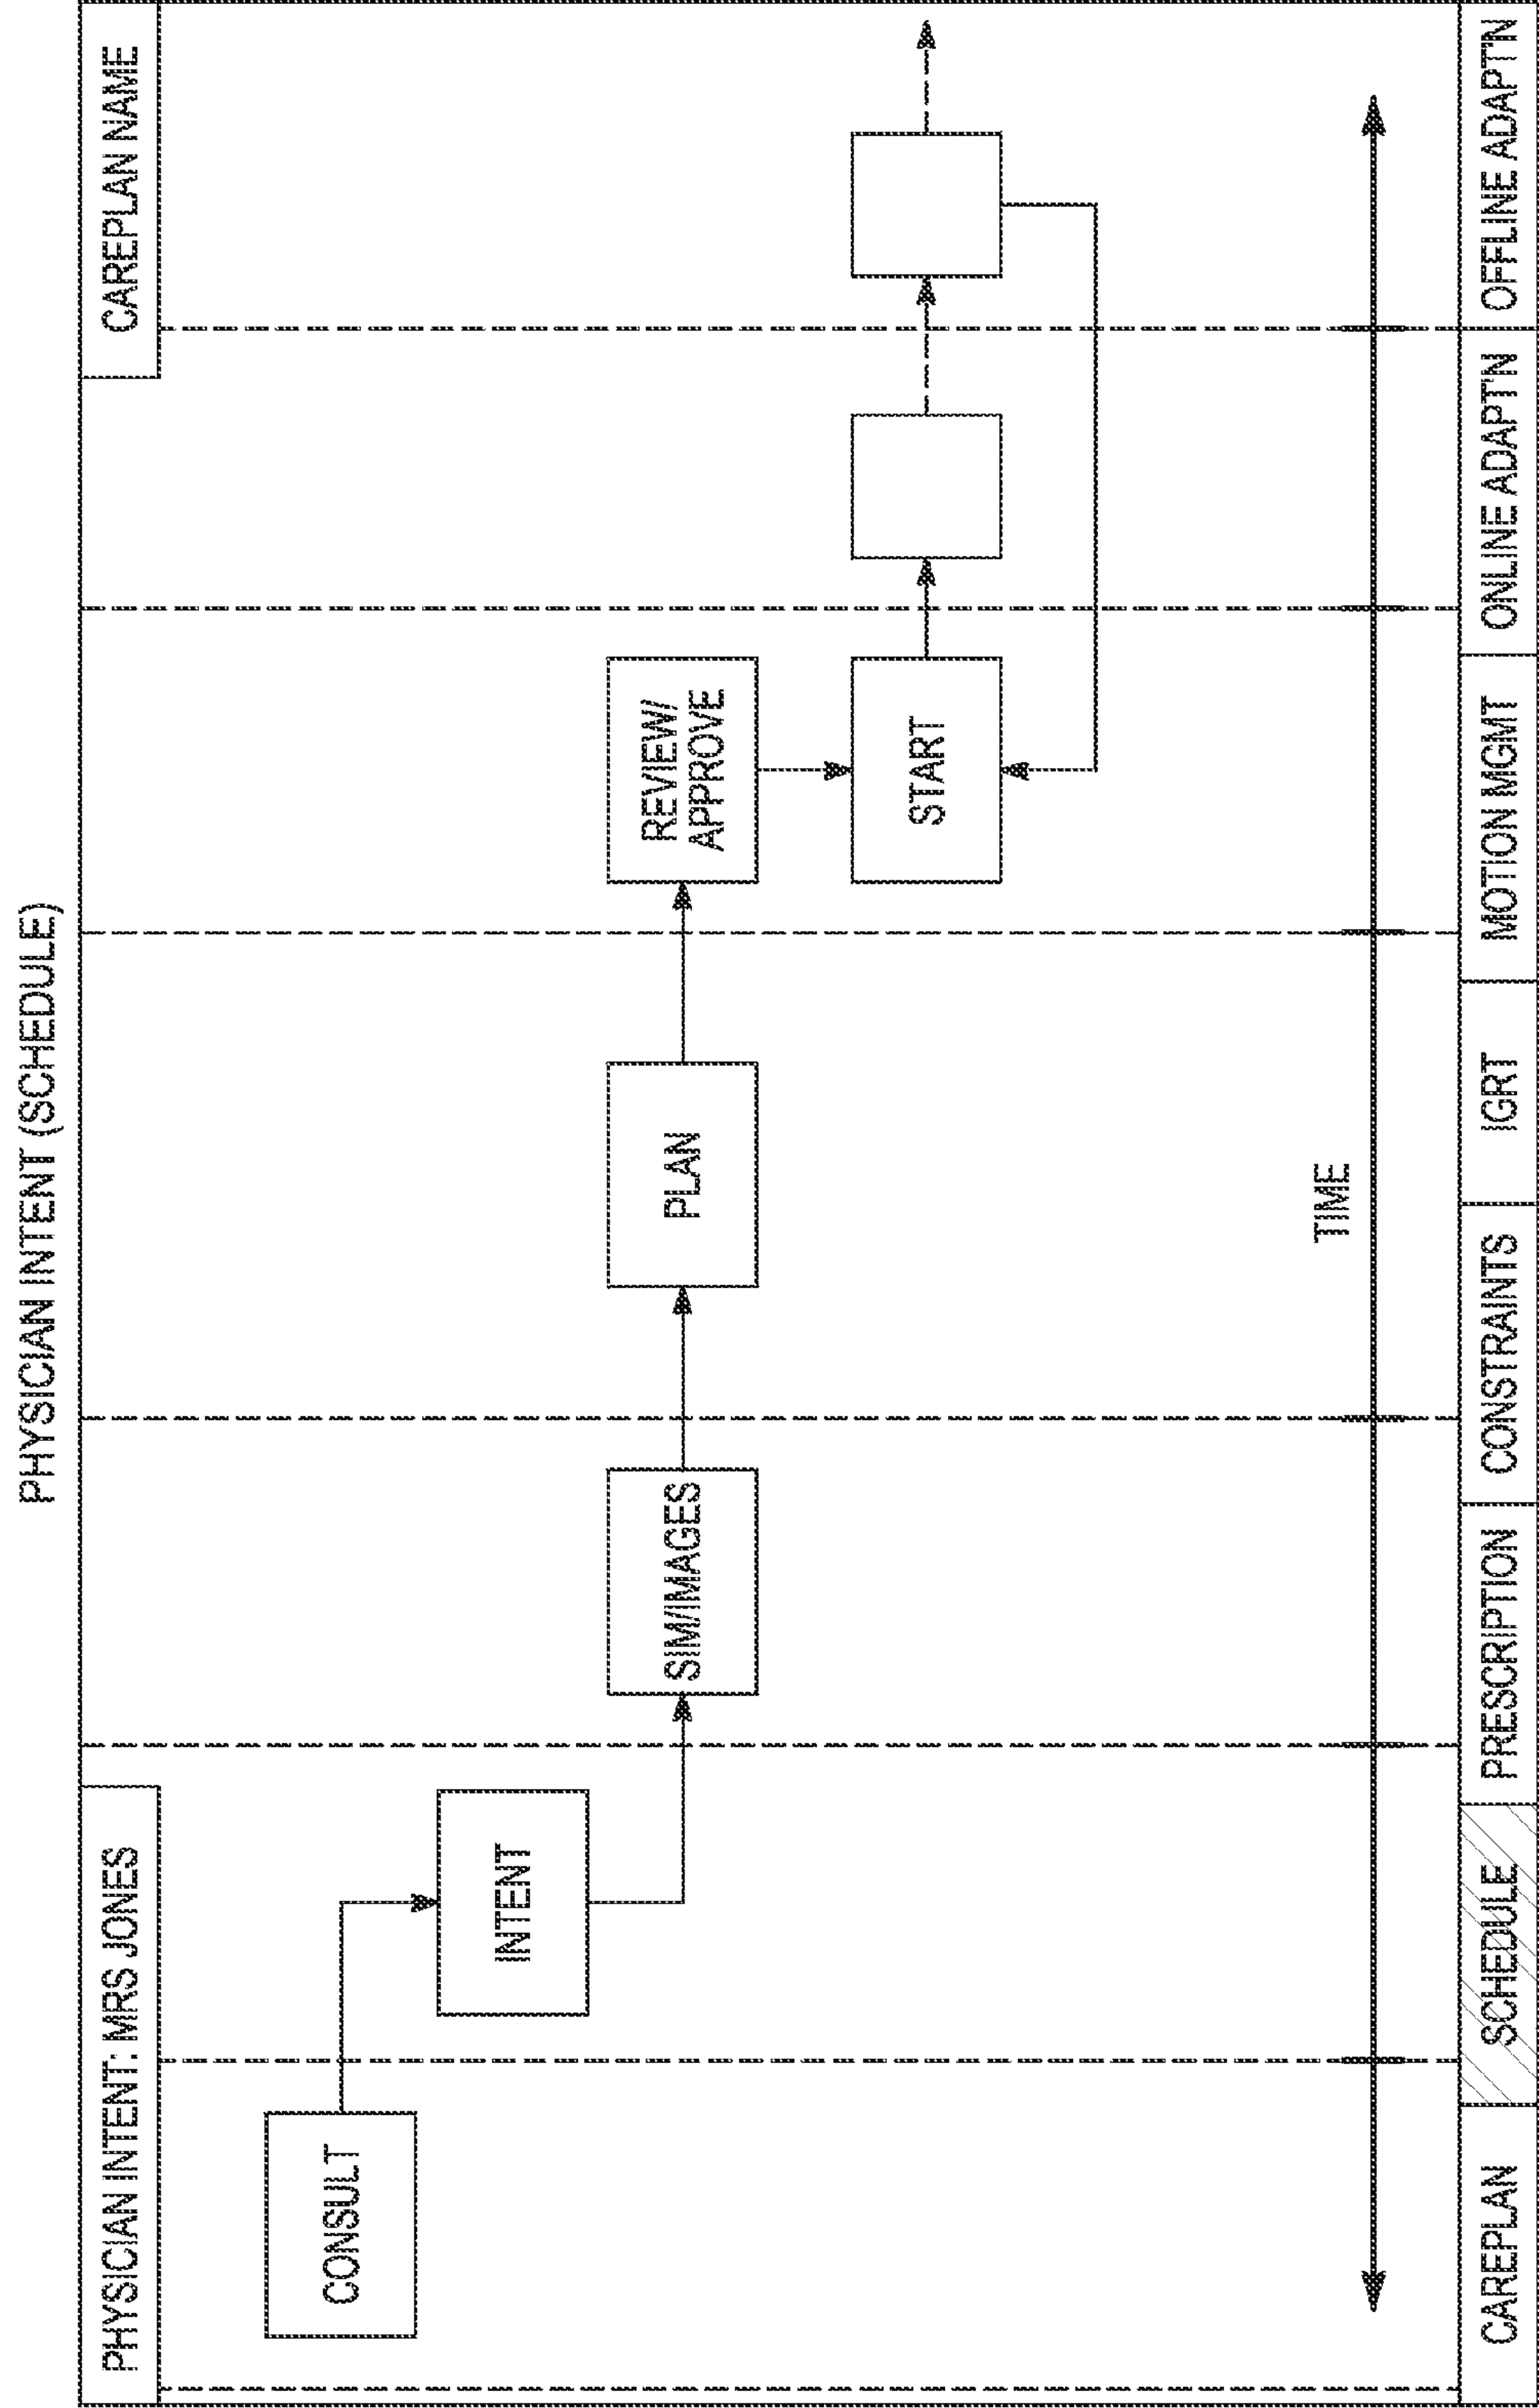 PHYSICIAN INTENT (SCHEDULE)
PHYSICIAN INTENT: MRS JONES
CAREPLAN NAME
CONSULT
INTENT
SIM/IMAGES
PLAN
REVIEW/
APPROVE
START
TIME
CAREPLAN
SCHEDULE
PRESCRIPTION
CONSTRAINTS
IGRT
MOTION MGMT
ONLINE ADAPT'N
OFFLINE ADAPT'N